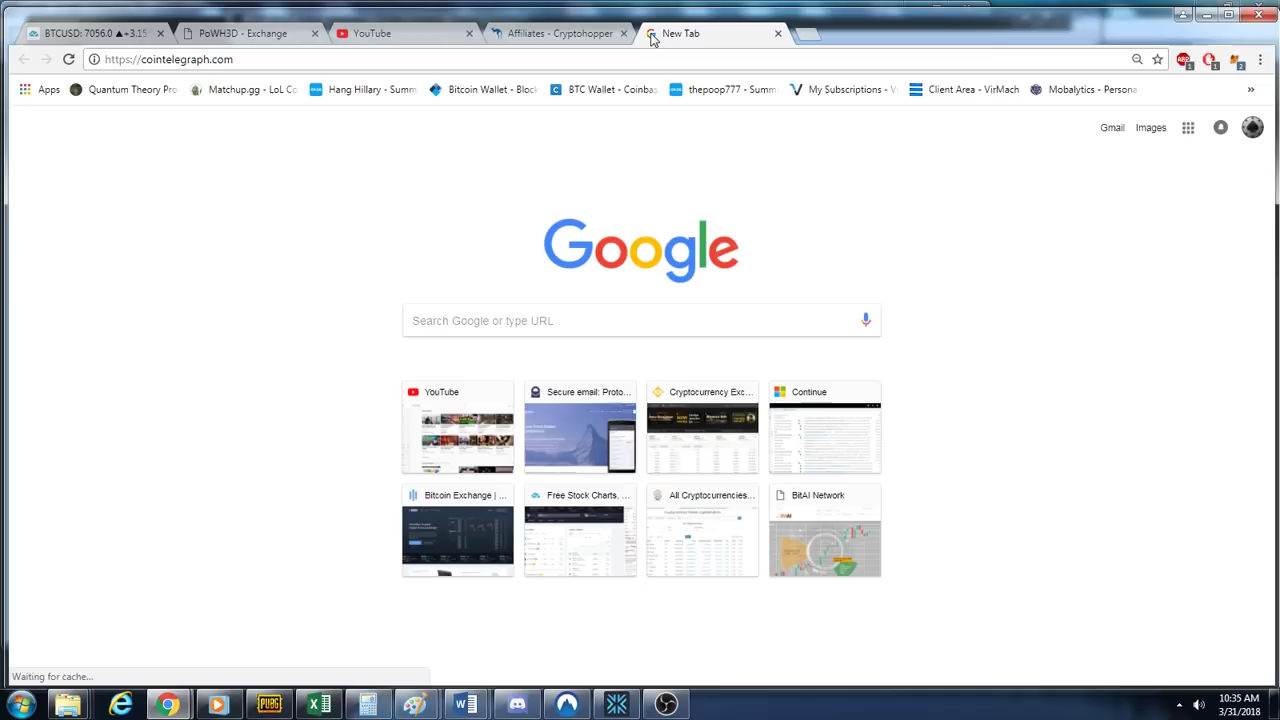 BTCUSD: 7056.0 ▲+3.15
PoWH3D - Exchange
YouTube
Affiliates - Cryptohopper
New Tab
https://cointelegraph.com
Apps
Quantum Theory Pro
Matchup.gg - LoL Co
Hang Hillary - Summ
Bitcoin Wallet - Block
BTC Wallet - Coinba
thepoop777 - Summ
My Subscriptions - V
Client Area - VirMach
Mobalytics - Persona
»
Gmail
Images
Google
Search Google or type URL
YouTube
Secure email: Proto...
Cryptocurrency Exc...
Continue
Bitcoin Exchange | ...
Free Stock Charts, ...
All Cryptocurrencies...
BitAI Network
Waiting for cache...
PUBG
10:35 AM
3/31/2018